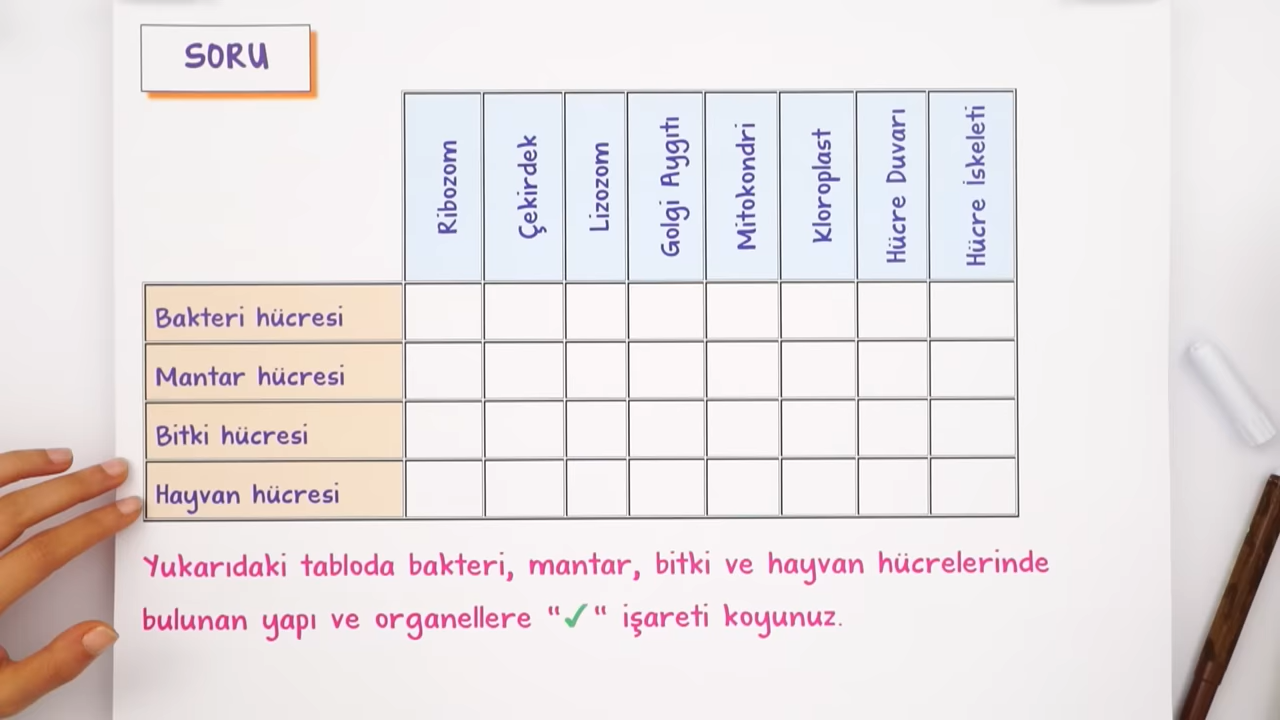 SORU
Ribozom
Çekirdek
Lizozom
Golgi Aygıtı
Mitokondri
Kloroplast
Hücre Duvarı
Hücre İskeleti
Bakteri hücresi
Mantar hücresi
Bitki hücresi
Hayvan hücresi
Yukarıdaki tabloda bakteri, mantar, bitki ve hayvan hücrelerinde
bulunan yapı ve organellere "✓" işareti koyunuz.